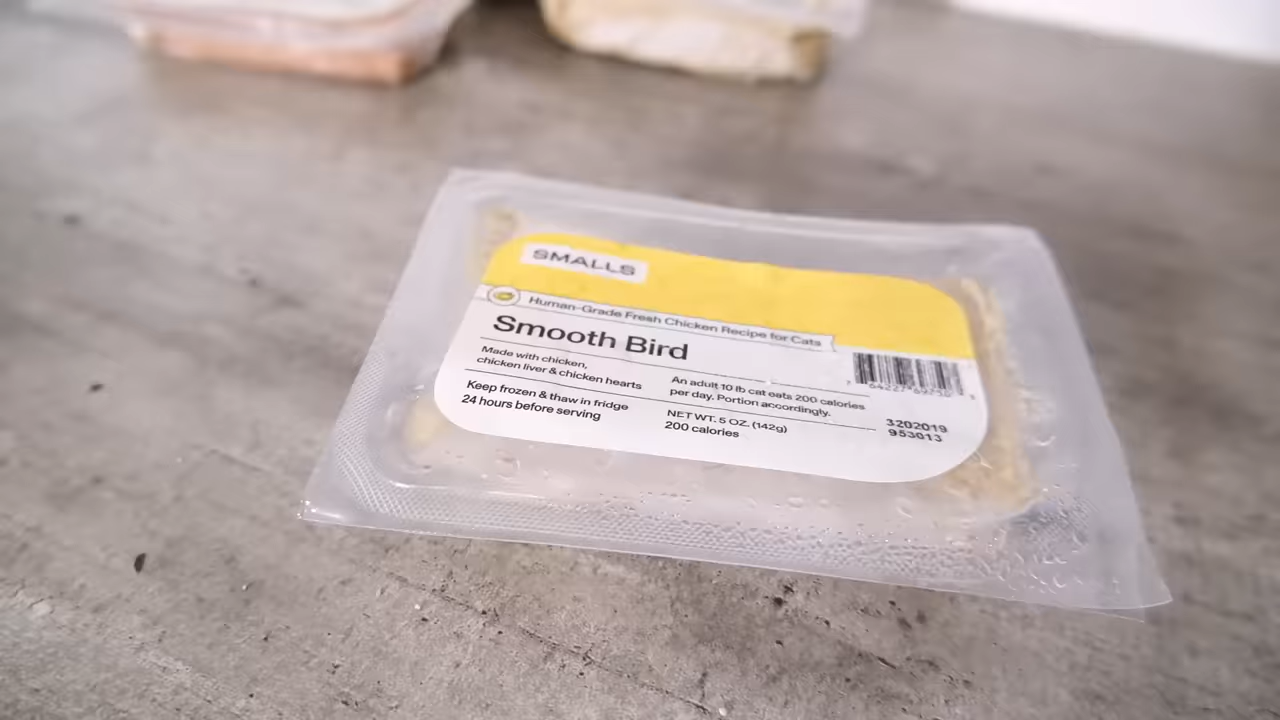 SMALLS
Human-Grade Fresh Chicken Recipe for Cats
Smooth Bird
Made with chicken,
chicken liver & chicken hearts
Keep frozen & thaw in fridge
24 hours before serving
An adult 10 lb cat eats 200 calories
per day. Portion accordingly.
NET WT. 5 OZ. (142g)
200 calories
3202019
953013